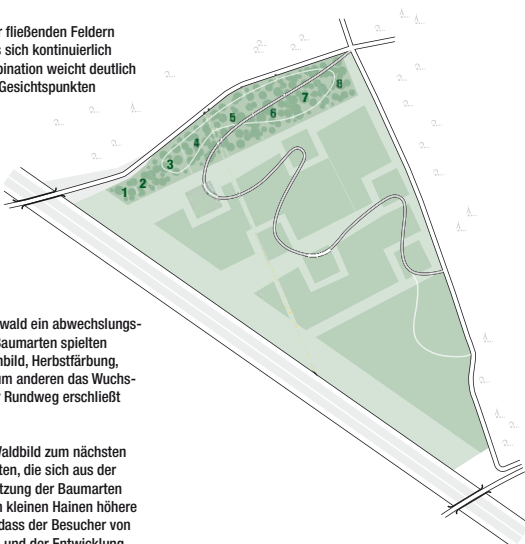 r fließenden Feldern
s sich kontinuierlich
bination weicht deutlich
Gesichtspunkten
1 2 3 4 5 6 7 8
wald ein abwechslungs-
Baumarten spielten
nbild, Herbstfärbung,
um anderen das Wuchs-
r Rundweg erschließt
Waldbild zum nächsten
ten, die sich aus der
etzung der Baumarten
n kleinen Hainen höhere
dass der Besucher von
und der Entwicklung